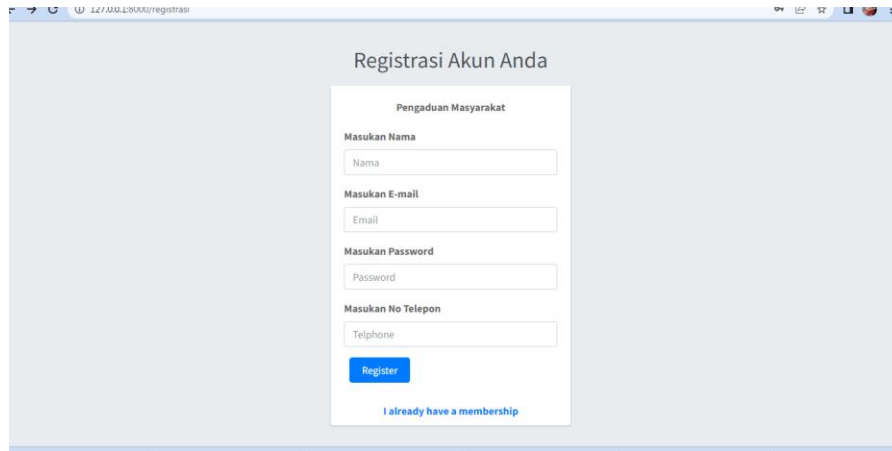 127.0.0.1:8000/registrasi
Registrasi Akun Anda
Pengaduan Masyarakat
Masukan Nama
Nama
Masukan E-mail
Email
Masukan Password
Password
Masukan No Telepon
Telphone
Register
I already have a membership